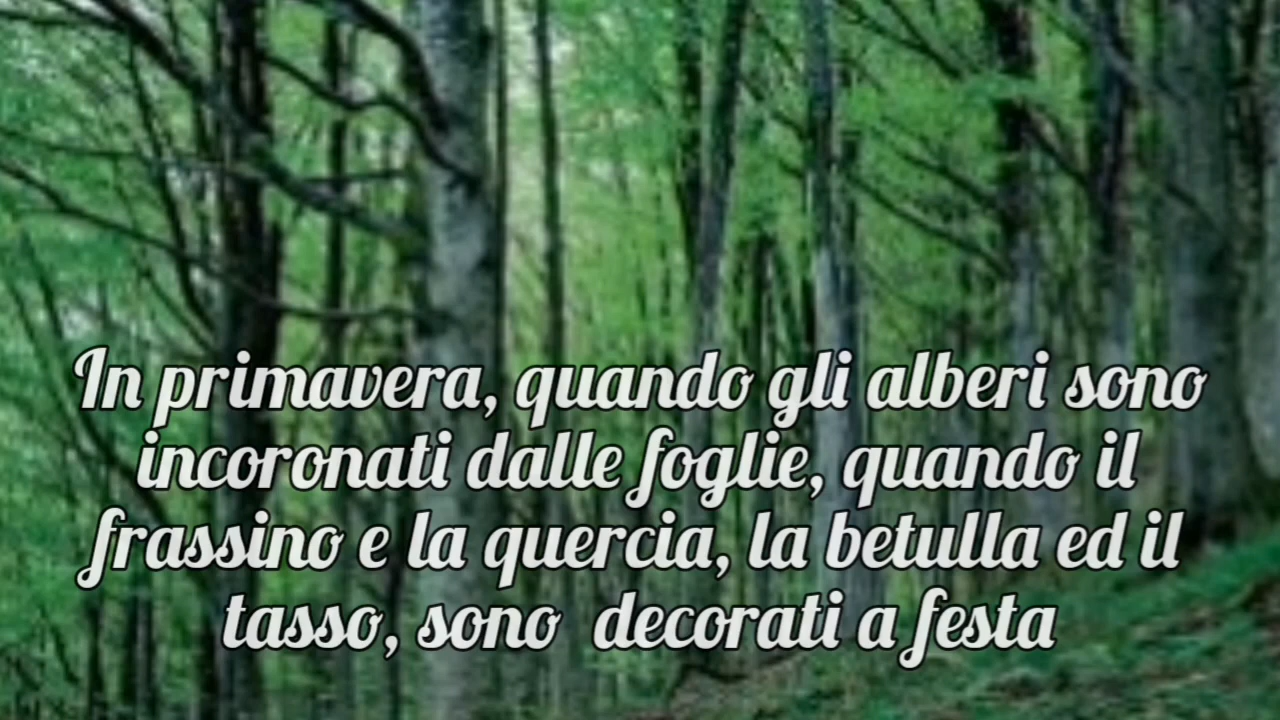 In primavera, quando gli alberi sono
incoronati dalle foglie, quando il
frassino e la quercia, la betulla ed il
tasso, sono  decorati a festa